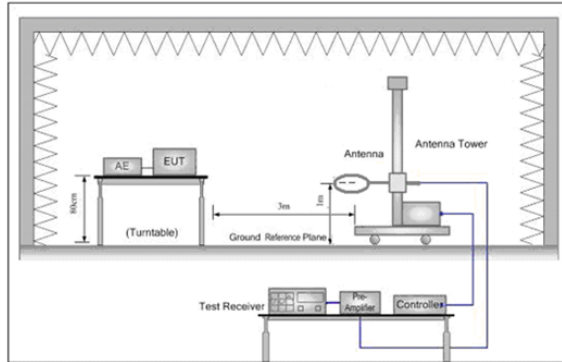 Antenna
Antenna Tower
AE
EUT
80cm
3m
1m
(Turntable)
Ground Reference Plane
Test Receiver
Pre-
Amplifier
Controller